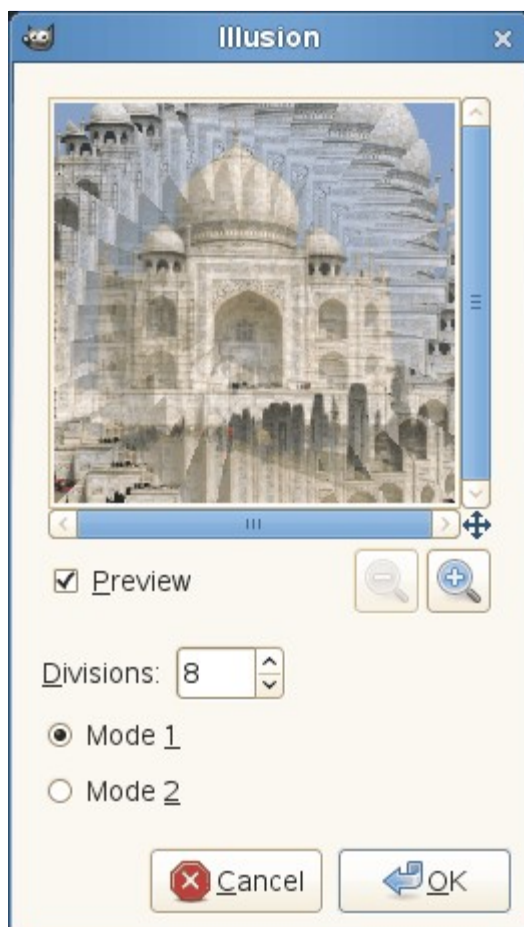 Illusion
Preview
Divisions: 8
Mode 1
Mode 2
Cancel
OK